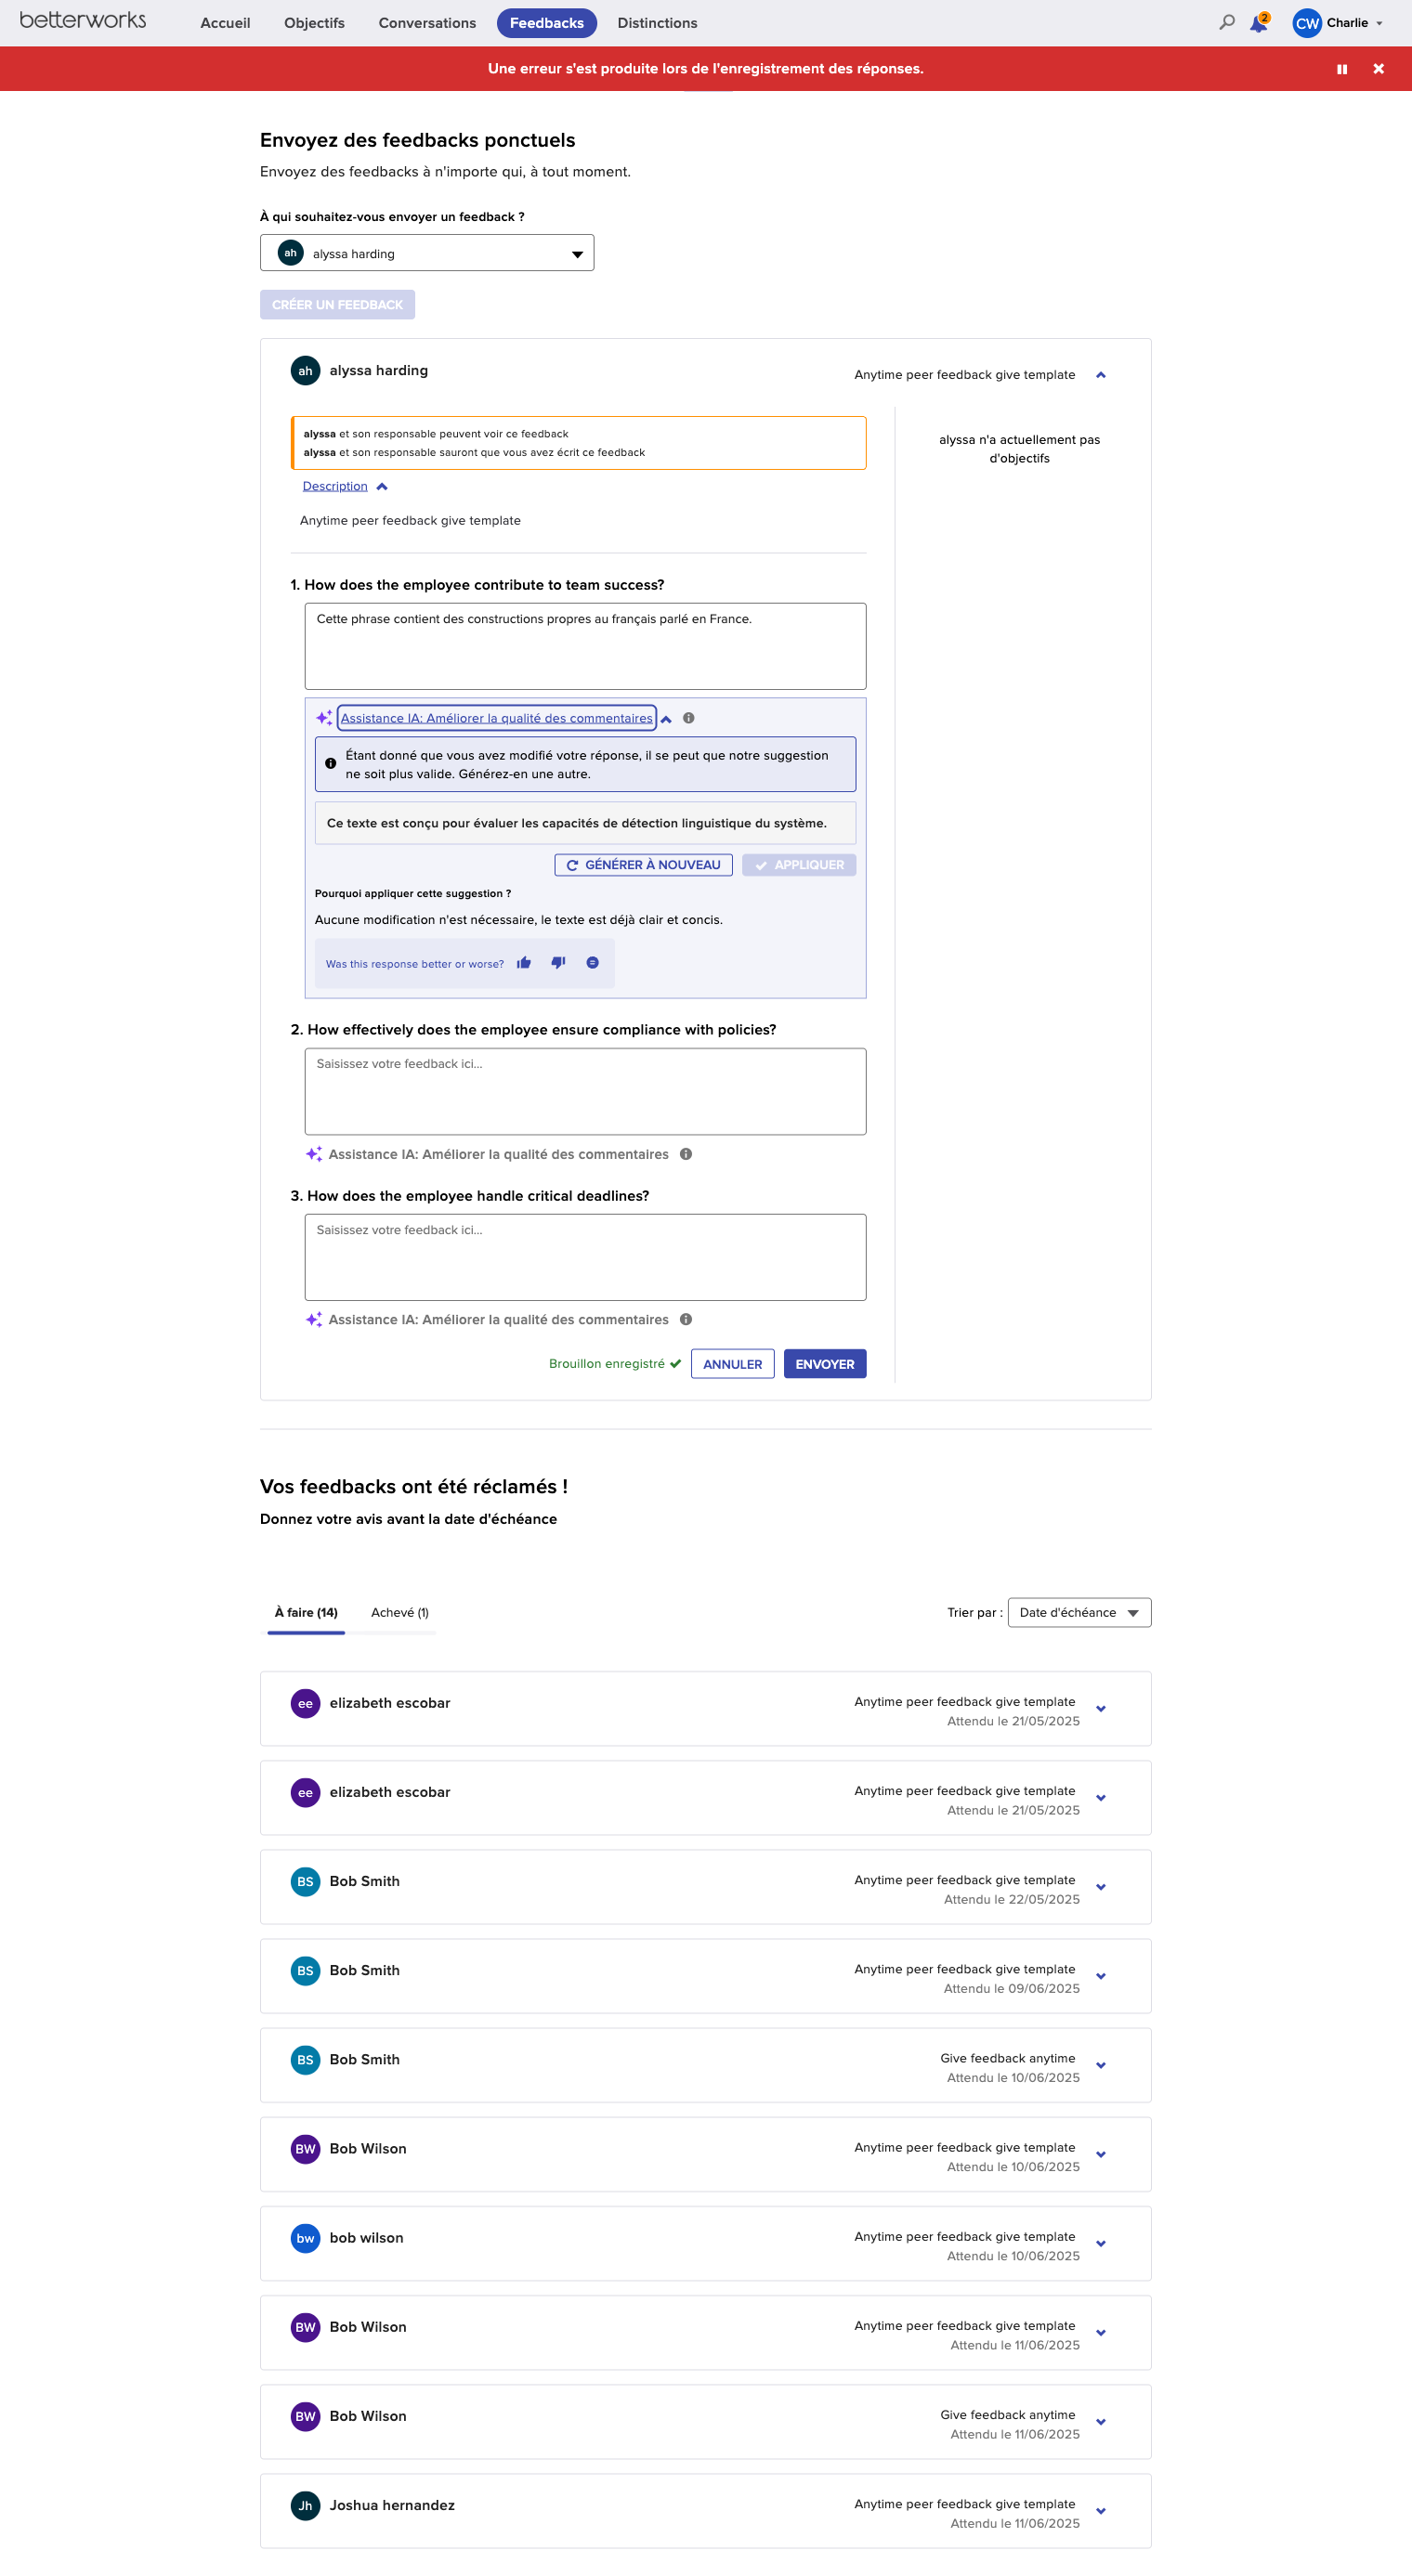 betterworks
Accueil
Objectifs
Conversations
Feedbacks
Distinctions
2
CW
Charlie
Une erreur s'est produite lors de l'enregistrement des réponses.
Envoyez des feedbacks ponctuels
Envoyez des feedbacks à n'importe qui, à tout moment.
À qui souhaitez-vous envoyer un feedback ?
ah alyssa harding
CRÉER UN FEEDBACK
ah alyssa harding
Anytime peer feedback give template
alyssa et son responsable peuvent voir ce feedback
alyssa et son responsable sauront que vous avez écrit ce feedback
alyssa n'a actuellement pas
d'objectifs
Description
Anytime peer feedback give template
1. How does the employee contribute to team success?
Cette phrase contient des constructions propres au français parlé en France.
Assistance IA: Améliorer la qualité des commentaires
Étant donné que vous avez modifié votre réponse, il se peut que notre suggestion
ne soit plus valide. Générez-en une autre.
Ce texte est conçu pour évaluer les capacités de détection linguistique du système.
GÉNÉRER À NOUVEAU
APPLIQUER
Pourquoi appliquer cette suggestion ?
Aucune modification n'est nécessaire, le texte est déjà clair et concis.
Was this response better or worse?
2. How effectively does the employee ensure compliance with policies?
Saisissez votre feedback ici...
Assistance IA: Améliorer la qualité des commentaires
3. How does the employee handle critical deadlines?
Saisissez votre feedback ici...
Assistance IA: Améliorer la qualité des commentaires
Brouillon enregistré
ANNULER
ENVOYER
Vos feedbacks ont été réclamés !
Donnez votre avis avant la date d'échéance
À faire (14)
Achevé (1)
Trier par :
Date d'échéance
ee elizabeth escobar
Anytime peer feedback give template
Attendu le 21/05/2025
ee elizabeth escobar
Anytime peer feedback give template
Attendu le 21/05/2025
BS Bob Smith
Anytime peer feedback give template
Attendu le 22/05/2025
BS Bob Smith
Anytime peer feedback give template
Attendu le 09/06/2025
BS Bob Smith
Give feedback anytime
Attendu le 10/06/2025
BW Bob Wilson
Anytime peer feedback give template
Attendu le 10/06/2025
bw bob wilson
Anytime peer feedback give template
Attendu le 10/06/2025
BW Bob Wilson
Anytime peer feedback give template
Attendu le 11/06/2025
BW Bob Wilson
Give feedback anytime
Attendu le 11/06/2025
Jh Joshua hernandez
Anytime peer feedback give template
Attendu le 11/06/2025